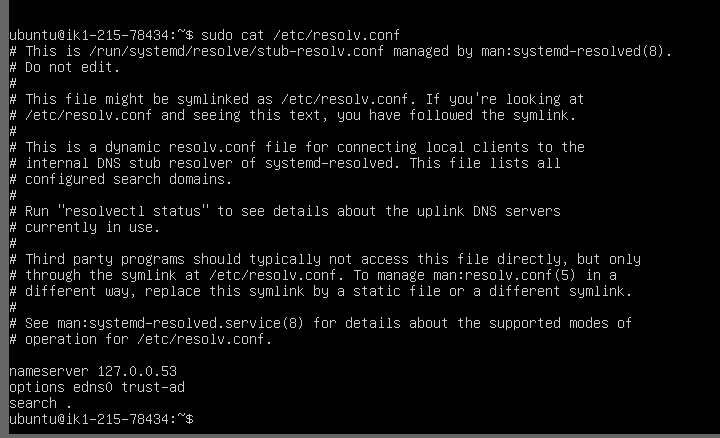 ubuntu@ik1-215-78434:~$ sudo cat /etc/resolv.conf
# This is /run/systemd/resolve/stub-resolv.conf managed by man:systemd-resolved(8).
# Do not edit.
#
# This file might be symlinked as /etc/resolv.conf. If you're looking at
# /etc/resolv.conf and seeing this text, you have followed the symlink.
#
# This is a dynamic resolv.conf file for connecting local clients to the
# internal DNS stub resolver of systemd-resolved. This file lists all
# configured search domains.
#
# Run "resolvectl status" to see details about the uplink DNS servers
# currently in use.
#
# Third party programs should typically not access this file directly, but only
# through the symlink at /etc/resolv.conf. To manage man:resolv.conf(5) in a
# different way, replace this symlink by a static file or a different symlink.
#
# See man:systemd-resolved.service(8) for details about the supported modes of
# operation for /etc/resolv.conf.

nameserver 127.0.0.53
options edns0 trust-ad
search .
ubuntu@ik1-215-78434:~$